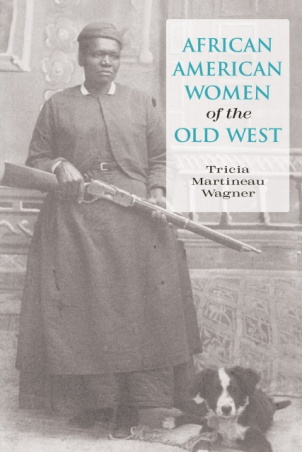 AFRICAN
AMERICAN
WOMEN
of the
OLD WEST
Tricia
Martineau
Wagner